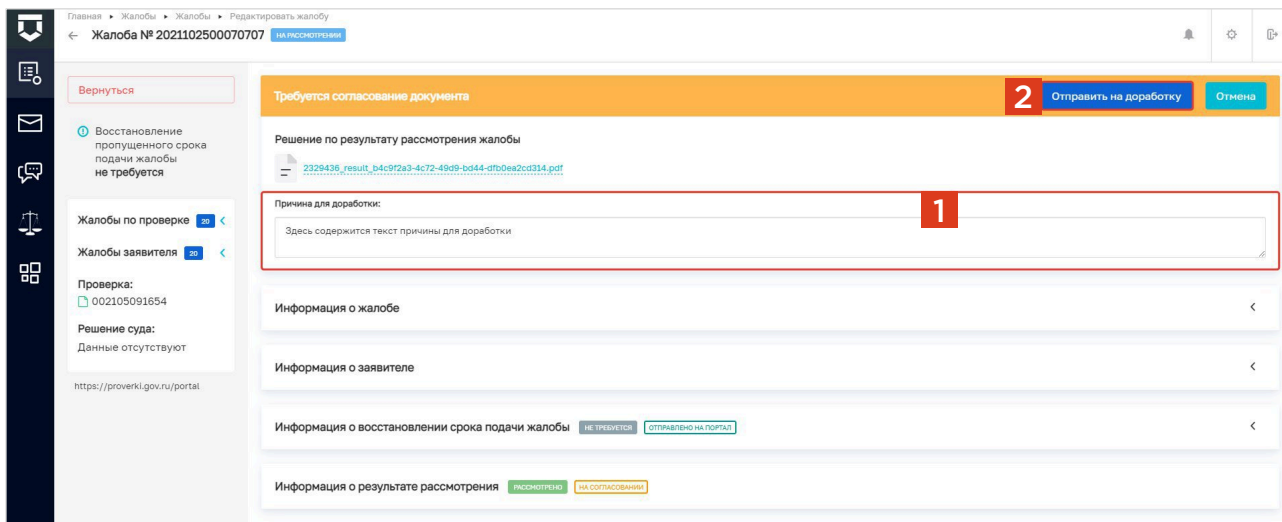 Главная ▸ Жалобы ▸ Жалобы ▸ Редактировать жалобу
← Жалоба № 2021102500070707 НА РАССМОТРЕНИИ
Вернуться
Восстановление
пропущенного срока
подачи жалобы
не требуется
Жалобы по проверке 20
Жалобы заявителя 20
Проверка:
002105091654
Решение суда:
Данные отсутствуют
https://proverki.gov.ru/portal
Требуется согласование документа
2
Отправить на доработку
Отмена
Решение по результату рассмотрения жалобы
2329436_result_b4c9f2a3-4c72-49d9-bd44-dfb0ea2cd314.pdf
Причина для доработки:
1
Здесь содержится текст причины для доработки
Информация о жалобе
Информация о заявителе
Информация о восстановлении срока подачи жалобы НЕ ТРЕБУЕТСЯ ОТПРАВЛЕНО НА ПОРТАЛ
Информация о результате рассмотрения РАССМОТРЕНО НА СОГЛАСОВАНИИ